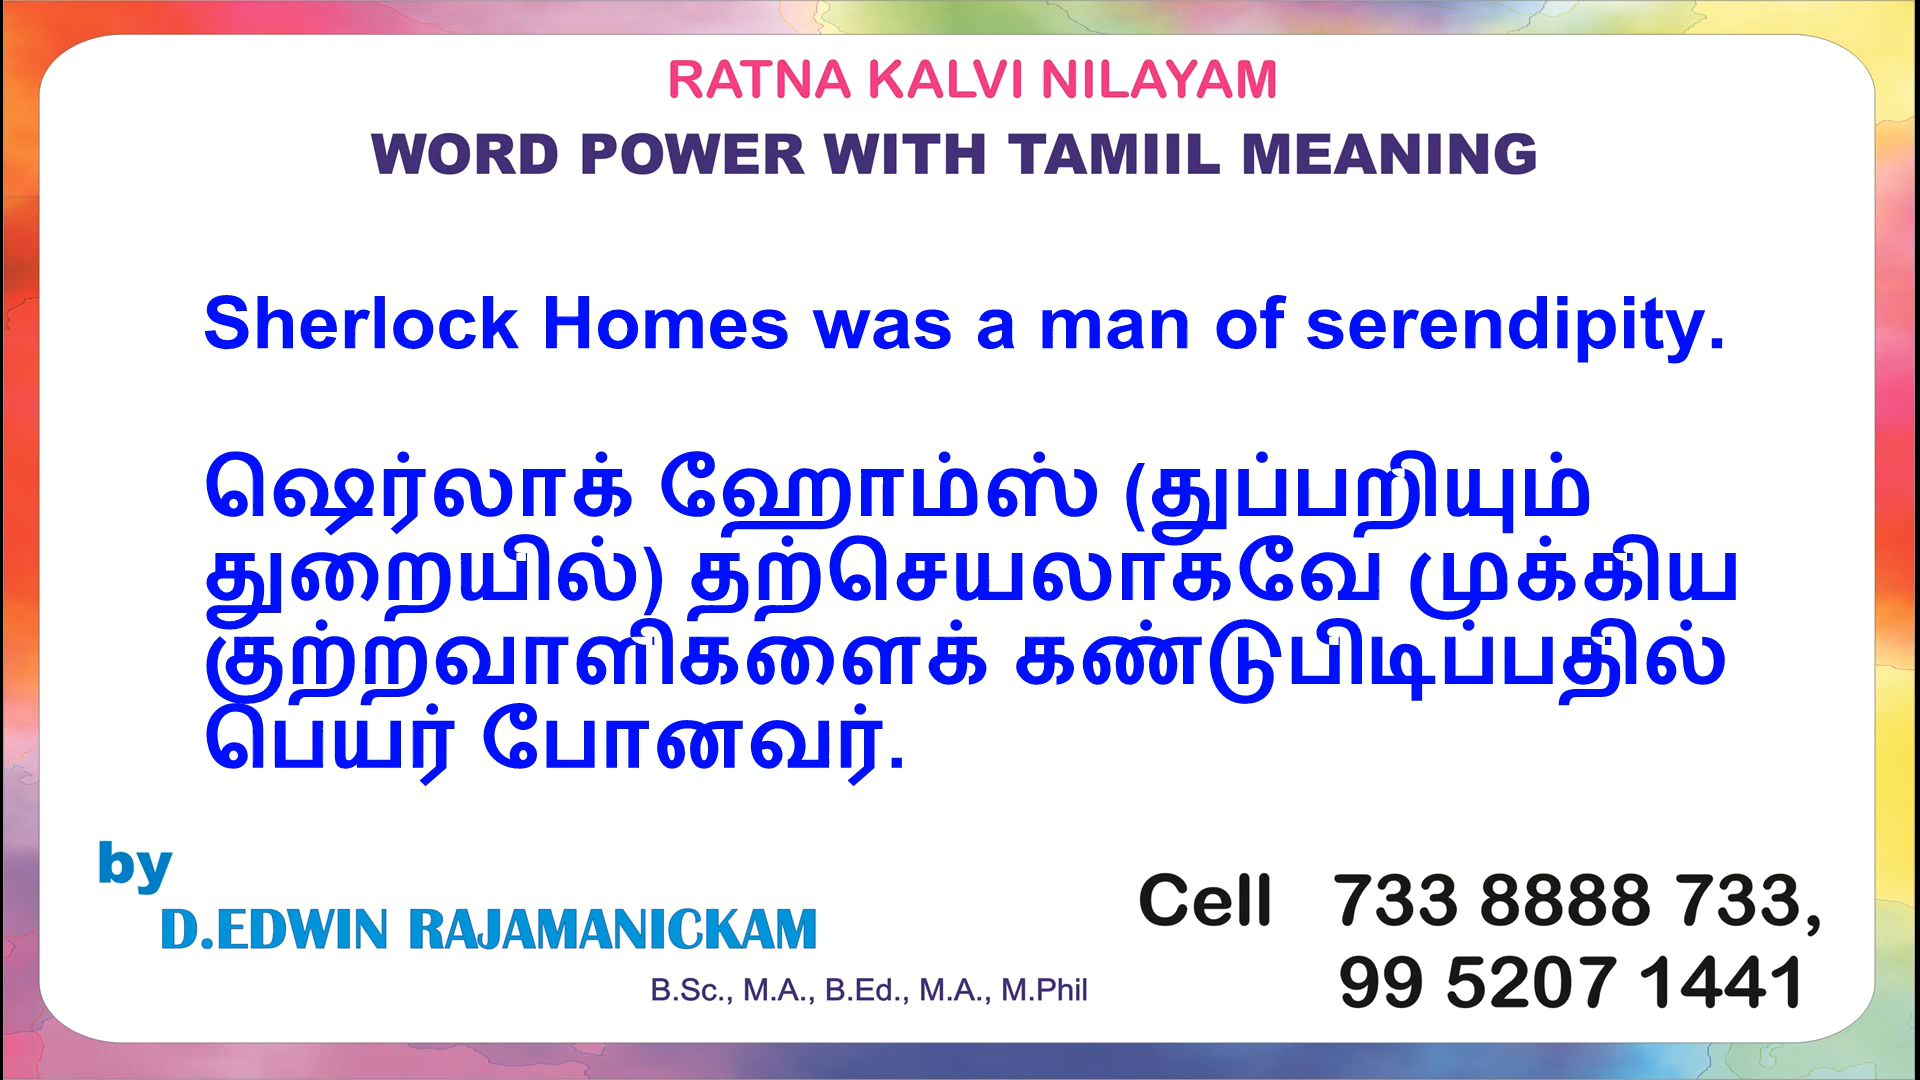 RATNA KALVI NILAYAM
WORD POWER WITH TAMIIL MEANING
Sherlock Homes was a man of serendipity.
ஷெர்லாக் ஹோம்ஸ் (துப்பறியும்
துறையில்) தற்செயலாகவே முக்கிய
குற்றவாளிகளைக் கண்டுபிடிப்பதில்
பெயர் போனவர்.
by
D.EDWIN RAJAMANICKAM
B.Sc., M.A., B.Ed., M.A., M.Phil
Cell 733 8888 733,
99 5207 1441